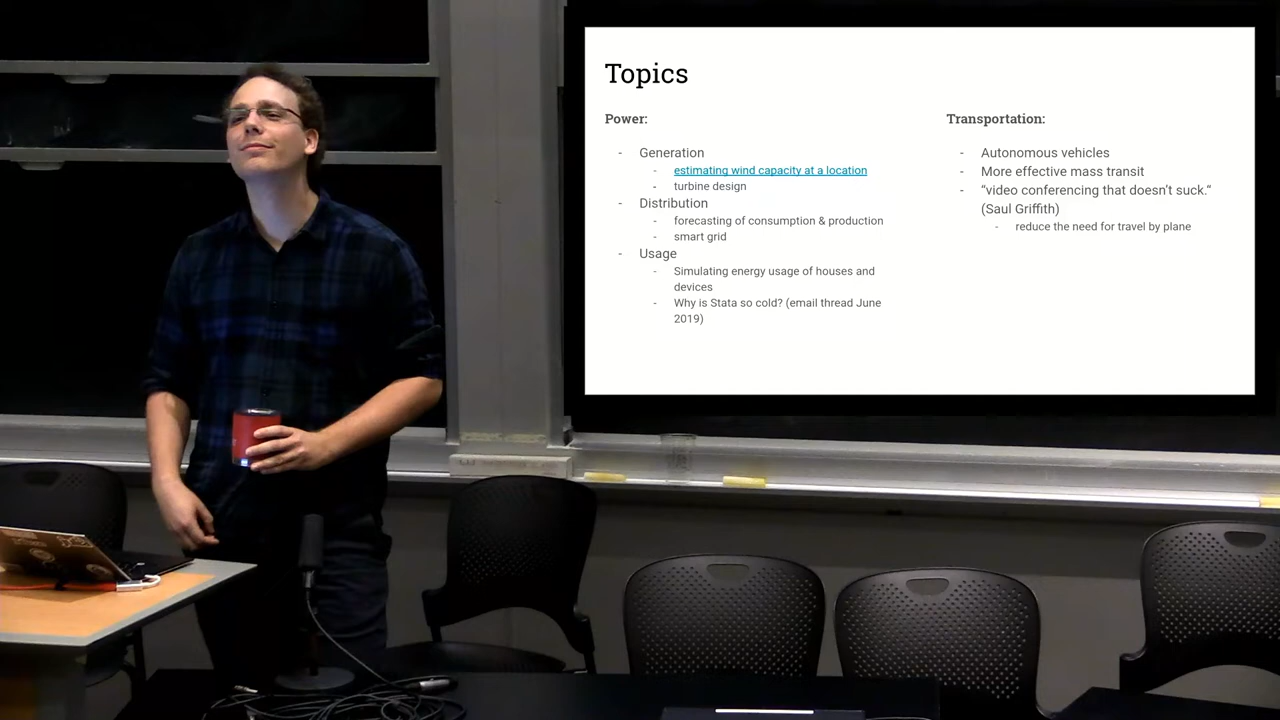 Topics
Power:
- Generation
- estimating wind capacity at a location
- turbine design
- Distribution
- forecasting of consumption & production
- smart grid
- Usage
- Simulating energy usage of houses and
devices
- Why is Stata so cold? (email thread June
2019)
Transportation:
- Autonomous vehicles
- More effective mass transit
- “video conferencing that doesn’t suck.“
(Saul Griffith)
- reduce the need for travel by plane